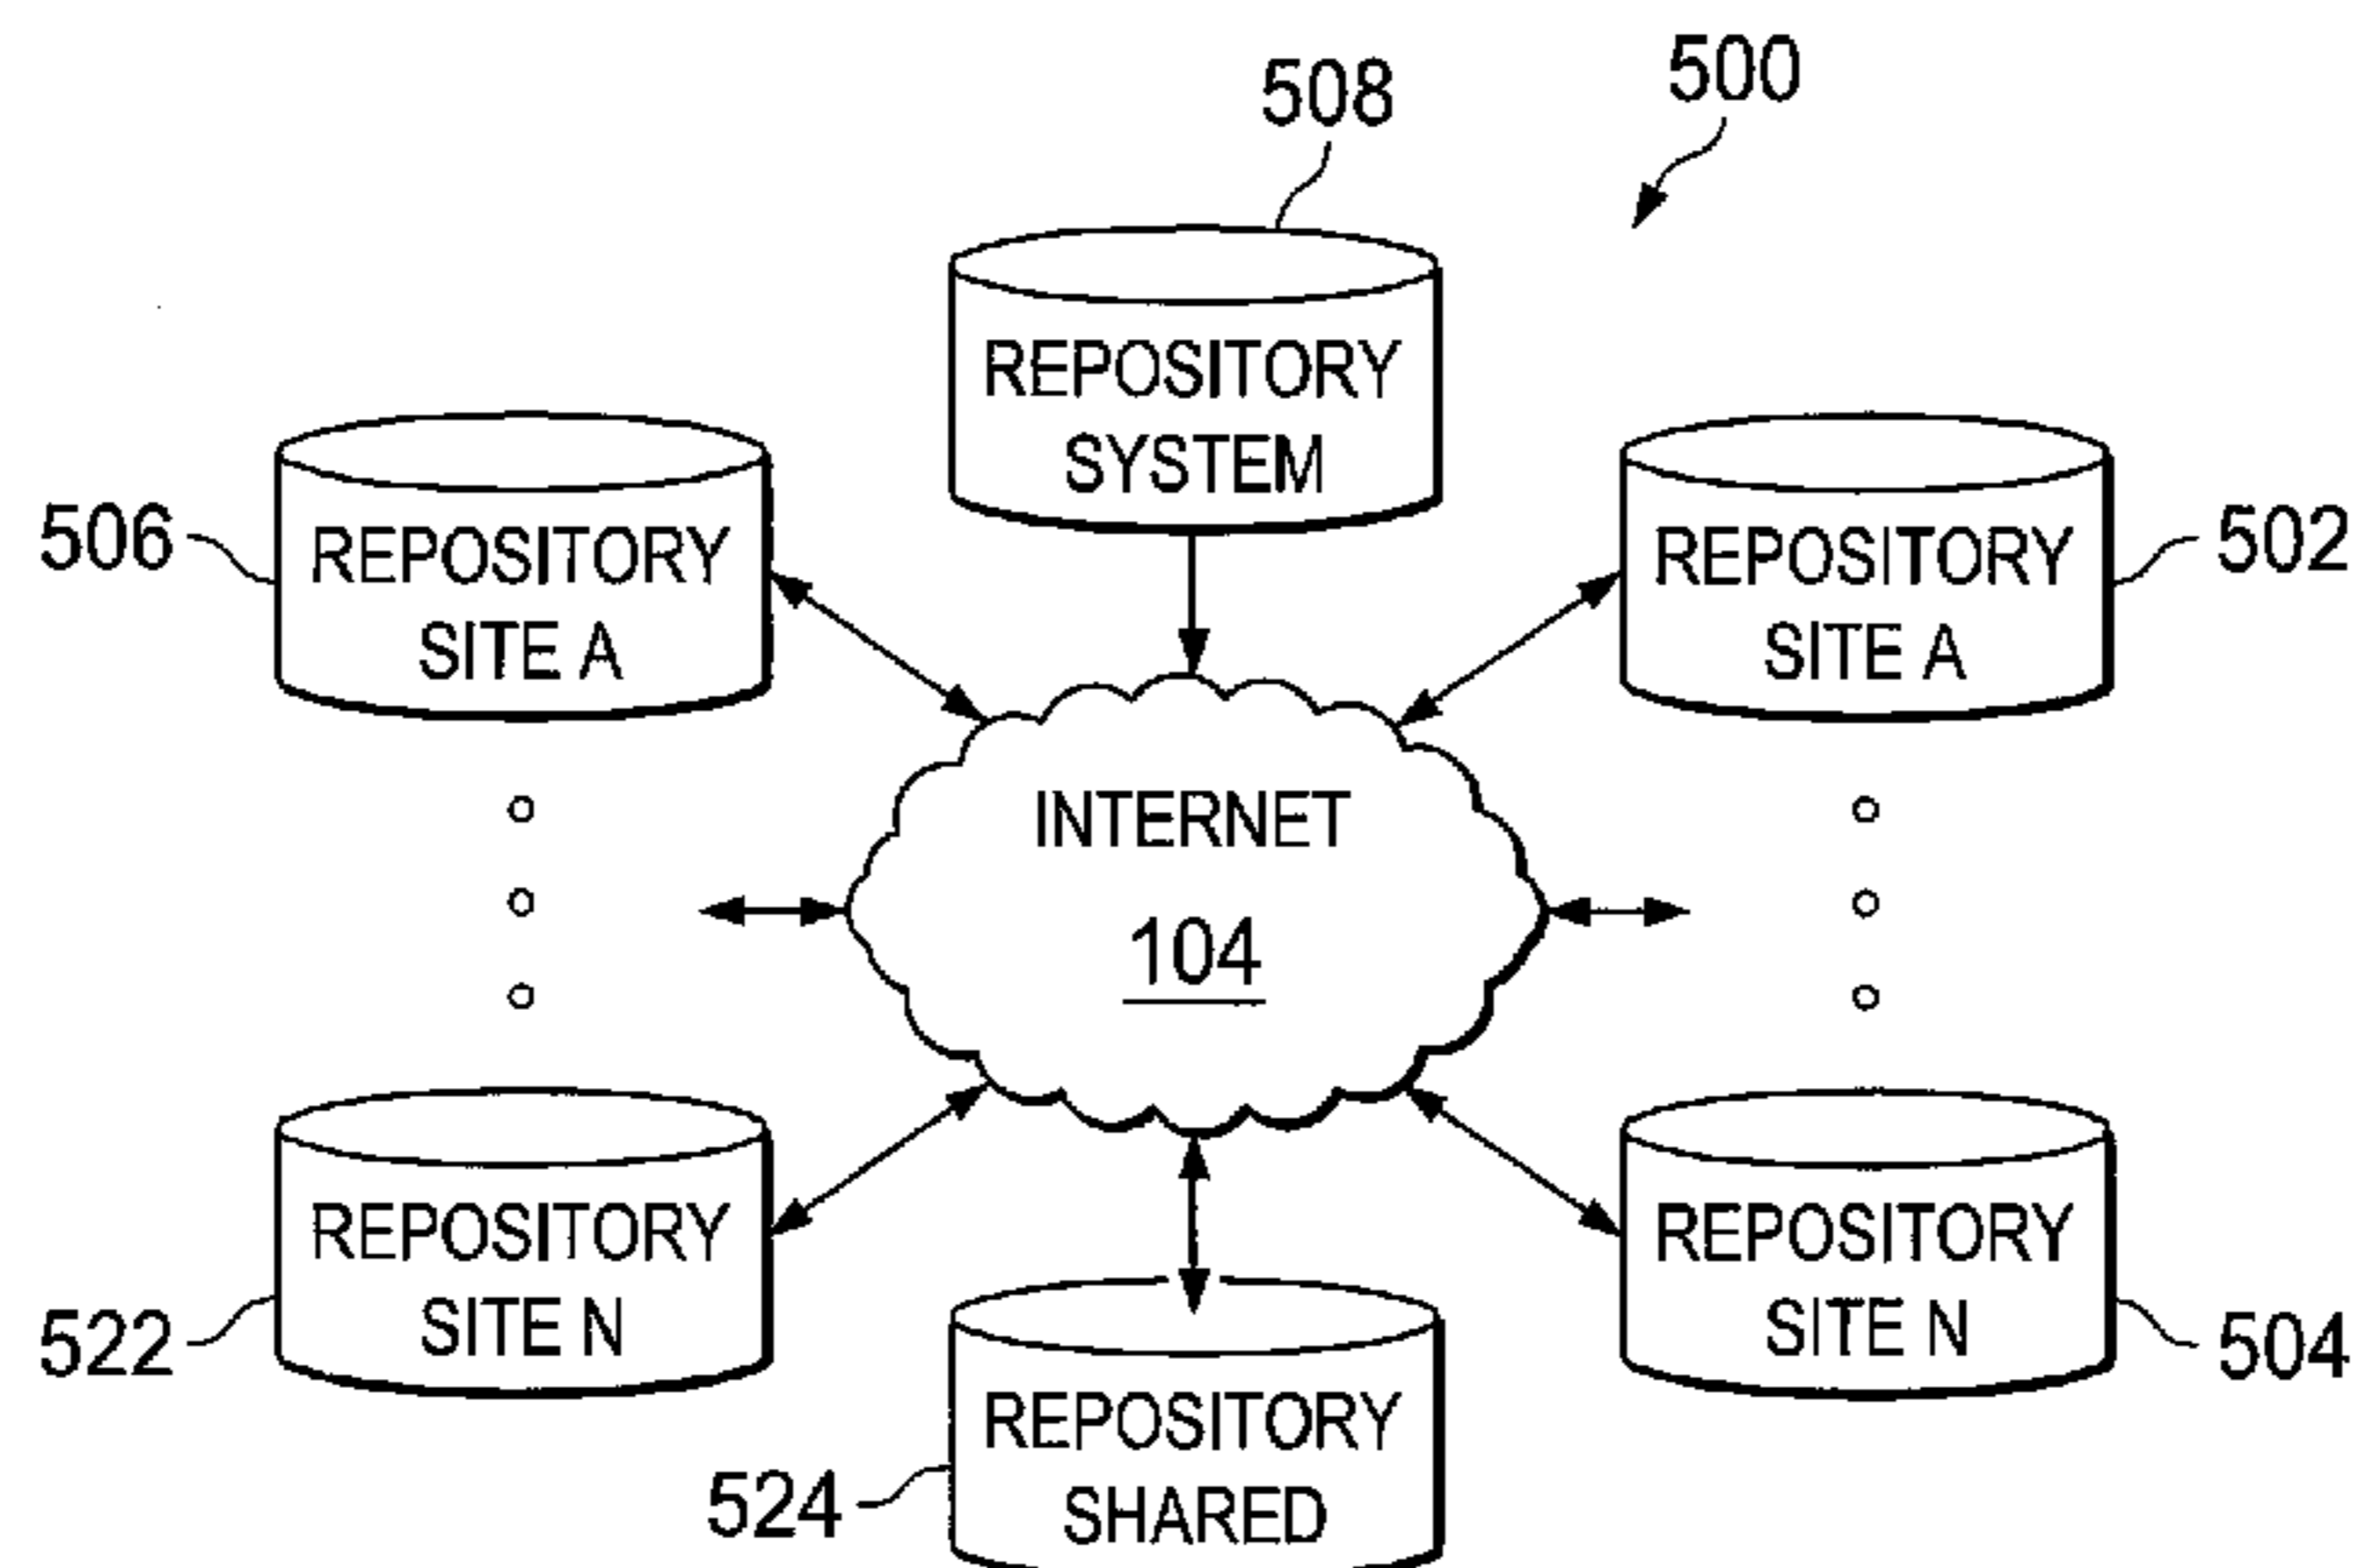 500
508
REPOSITORY
SYSTEM
506
REPOSITORY
SITE A
REPOSITORY
SITE A
502
INTERNET
104
REPOSITORY
SITE N
522
REPOSITORY
SITE N
504
524
REPOSITORY
SHARED